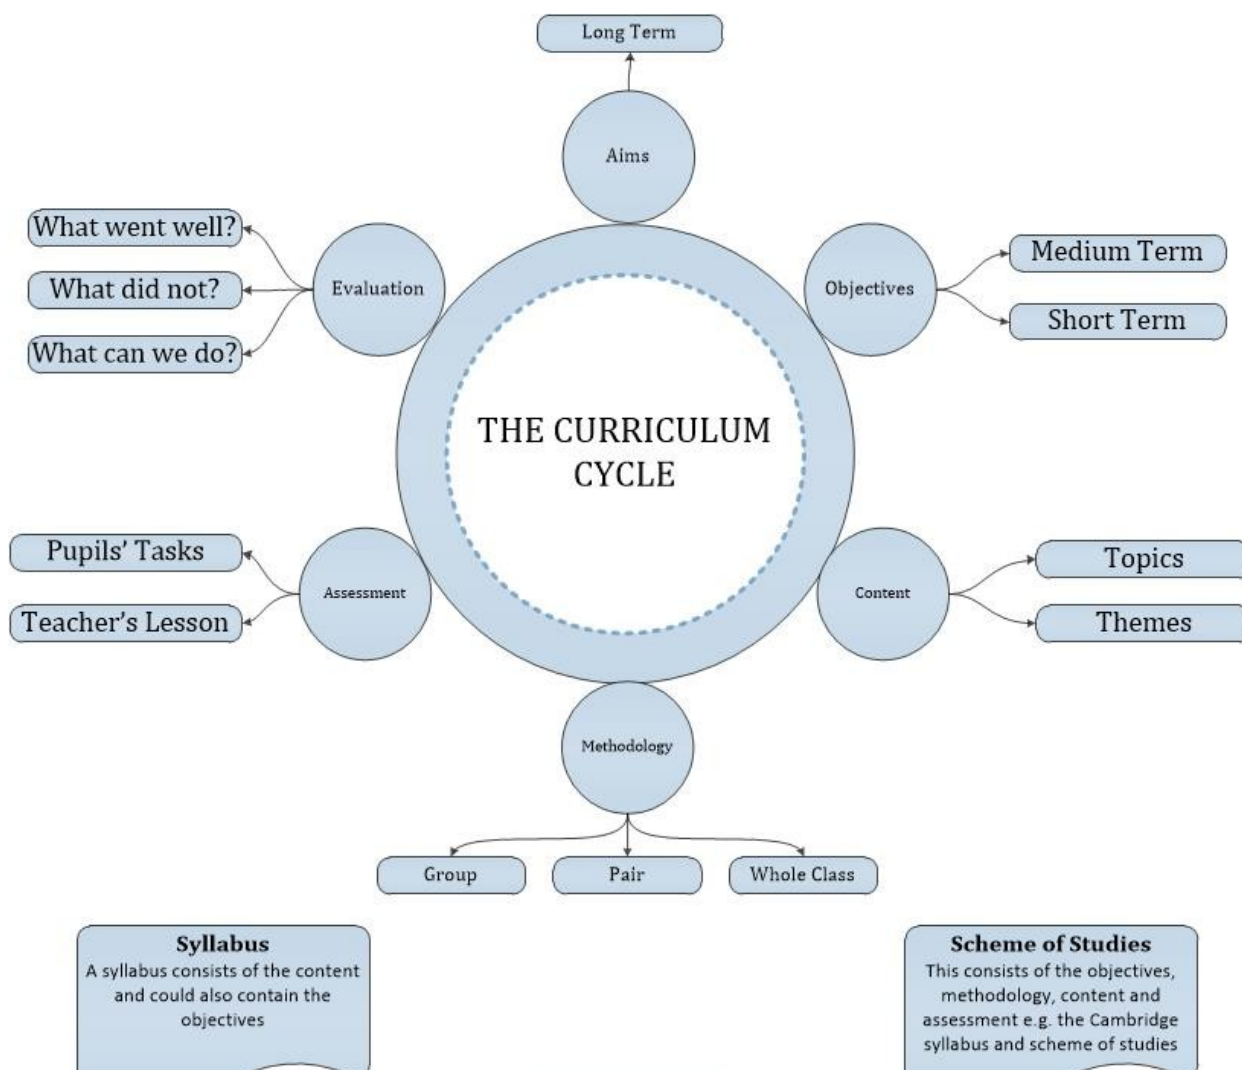 Long Term
Aims
What went well?
What did not?
What can we do?
Evaluation
Objectives
Medium Term
Short Term
THE CURRICULUM
CYCLE
Pupils’ Tasks
Teacher’s Lesson
Assessment
Content
Topics
Themes
Methodology
Group
Pair
Whole Class
Syllabus
A syllabus consists of the content
and could also contain the
objectives
Scheme of Studies
This consists of the objectives,
methodology, content and
assessment e.g. the Cambridge
syllabus and scheme of studies